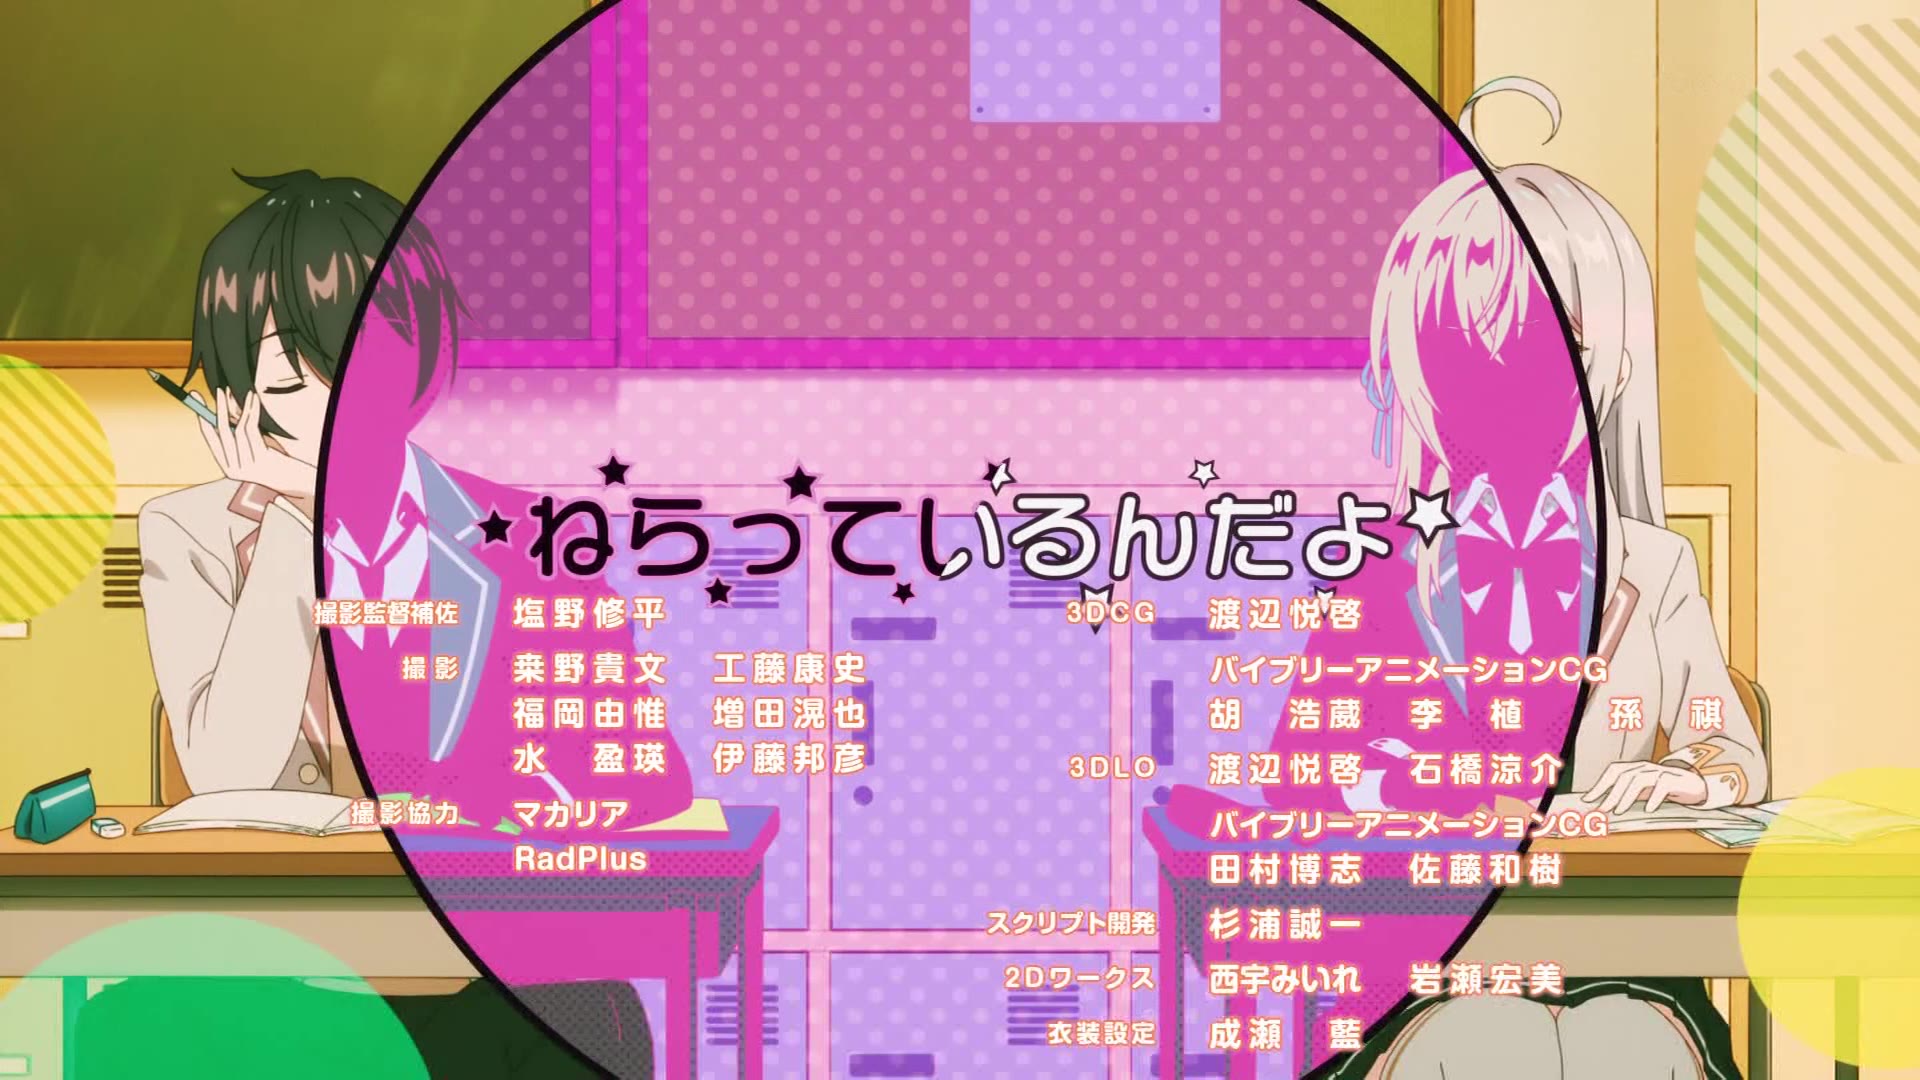 ねらっているんだよ
撮影監督補佐 塩野修平
撮影 桒野貴文 工藤康史
福岡由惟 増田滉也
水 盈瑛 伊藤邦彦
撮影協力 マカリア
RadPlus
3DCG 渡辺悦啓
バイブリーアニメーションCG
胡 浩葳 李 植 孫 祺
3DLO 渡辺悦啓 石橋涼介
バイブリーアニメーションCG
田村博志 佐藤和樹
スクリプト開発 杉浦誠一
2Dワークス 西宇みいれ 岩瀬宏美
衣装設定 成瀬 藍